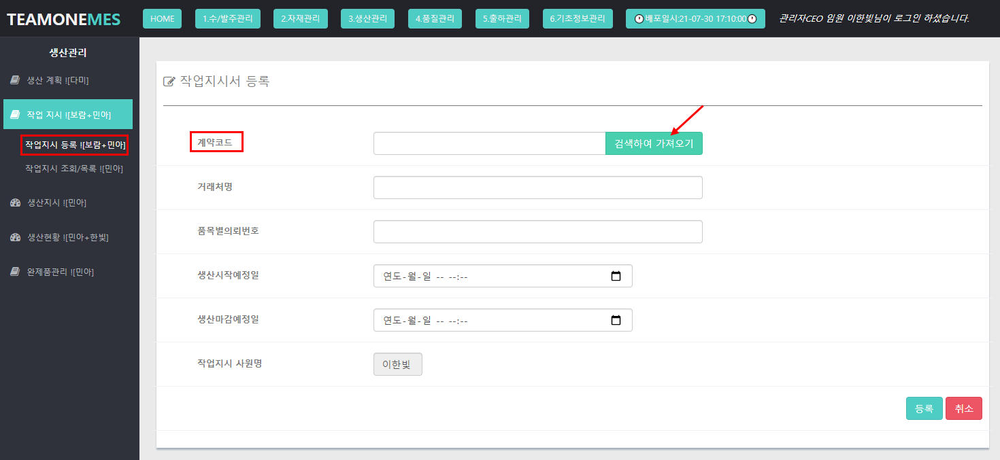 TEAMONEMES
HOME
1.수/발주관리
2.자재관리
3.생산관리
4.품질관리
5.출하관리
6.기초정보관리
배포일시:21-07-30 17:10:00
관리자CEO 임원 이한빛님이 로그인 하셨습니다.
생산관리
생산 계획 ![다미]
작업 지시 ![보람+민아]
작업지시 등록 ![보람+민아]
작업지시 조회/목록 ![민아]
생산지시 ![민아]
생산현황 ![민아+한빛]
완제품관리 ![민아]
작업지시서 등록
계약코드
검색하여 가져오기
거래처명
품목별의뢰번호
생산시작예정일
연도-월-일 -- --:--
생산마감예정일
연도-월-일 -- --:--
작업지시 사원명
이한빛
등록
취소